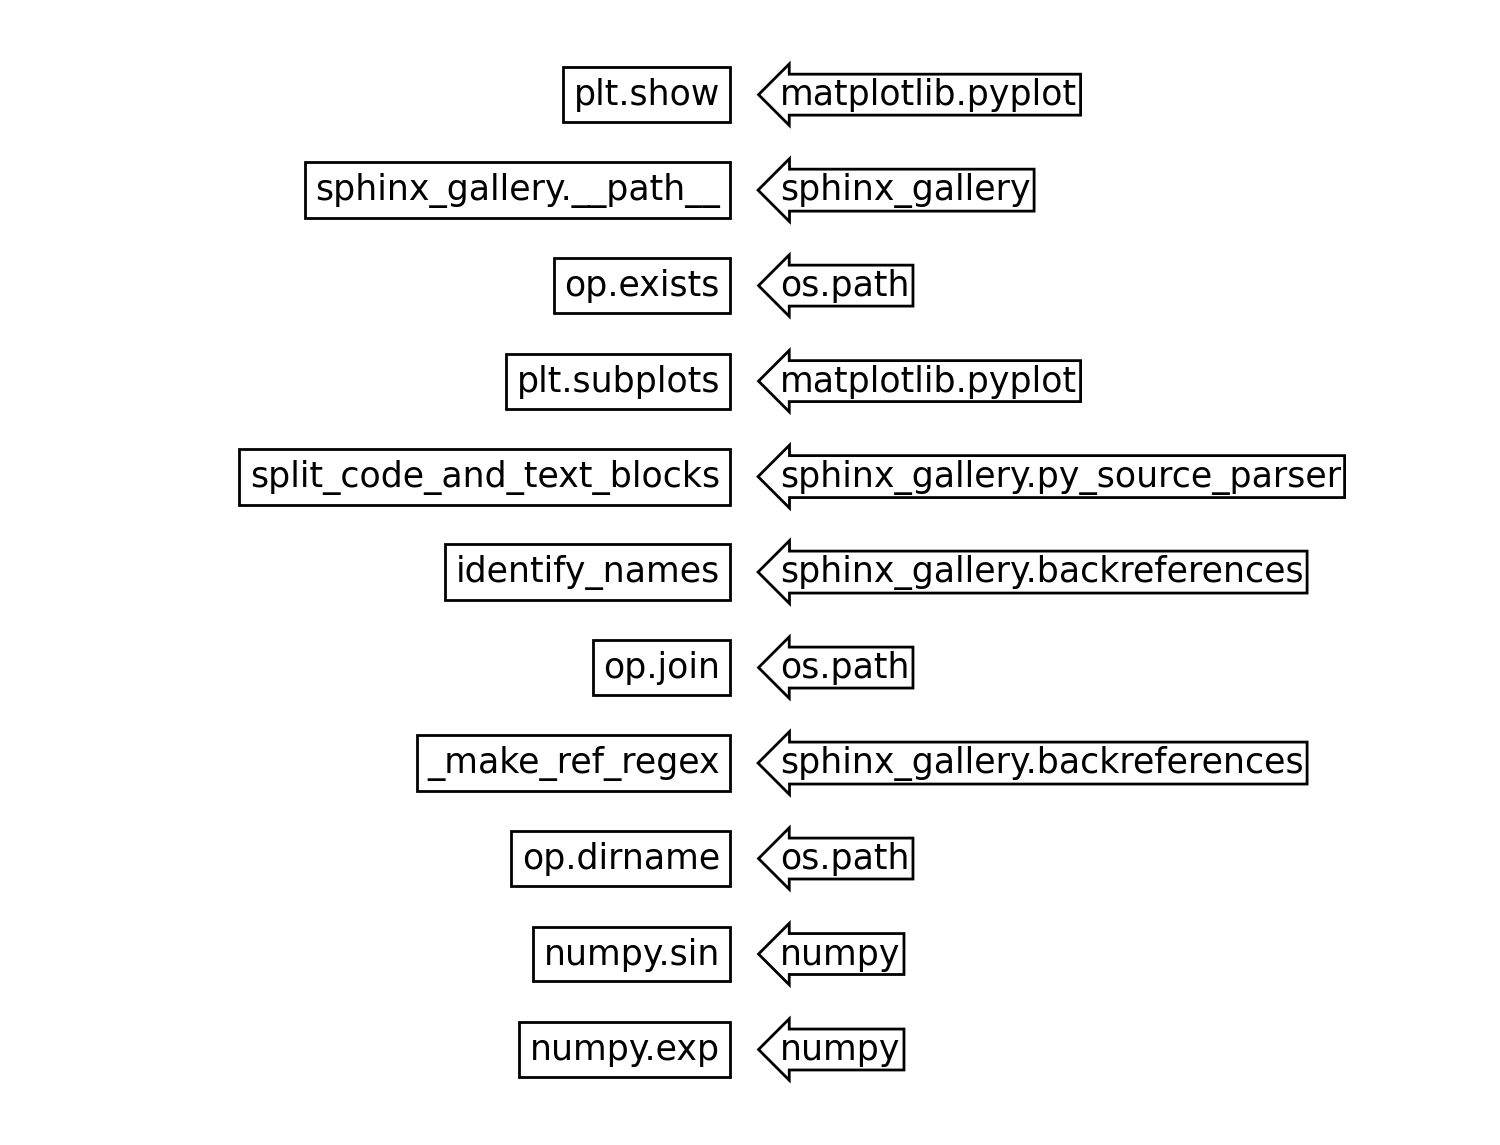 plt.show matplotlib.pyplot
sphinx_gallery.__path__ sphinx_gallery
op.exists os.path
plt.subplots matplotlib.pyplot
split_code_and_text_blocks sphinx_gallery.py_source_parser
identify_names sphinx_gallery.backreferences
op.join os.path
_make_ref_regex sphinx_gallery.backreferences
op.dirname os.path
numpy.sin numpy
numpy.exp numpy